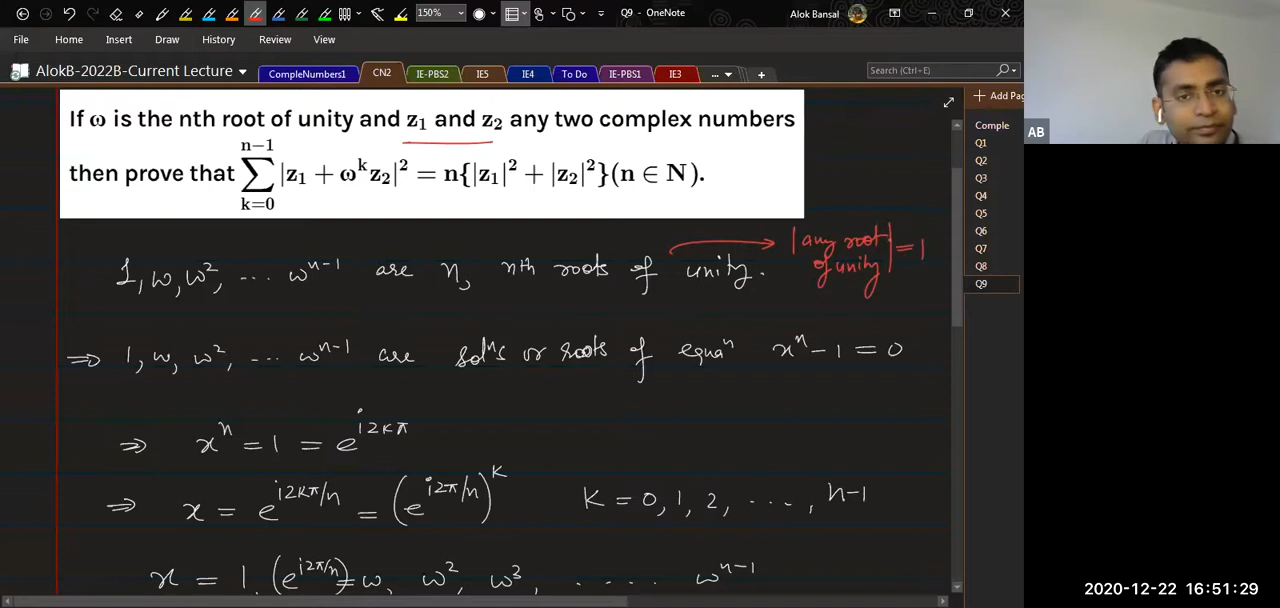 150%
Q9 - OneNote
Alok Bansal
File Home Insert Draw History Review View
AlokB-2022B-Current Lecture CompleNumbers1 CN2 IE-PBS2 IE5 IE4 To Do IE-PBS1 IE3 ... Search (Ctrl+E)
If ω is the nth root of unity and z₁ and z₂ any two complex numbers
n−1
then prove that ∑ |z₁ + ωᵏz₂|² = n{|z₁|² + |z₂|²}(n ∈ N).
k=0
|any root of unity| = 1
1, ω, ω², ... ωⁿ⁻¹ are n, nth roots of unity.
⇒ 1, ω, ω², ... ωⁿ⁻¹ are solⁿs or roots of equaⁿ xⁿ − 1 = 0
⇒ xⁿ = 1 = e^{i2kπ}
⇒ x = e^{i2kπ/n} = (e^{i2π/n})^k K = 0, 1, 2, ..., n−1
x = 1, (e^{i2π/n}) = ω, ω², ω³, ..... ωⁿ⁻¹
Add Pag
Comple
Q1
Q2
Q3
Q4
Q5
Q6
Q7
Q8
Q9
AB
2020-12-22 16:51:29